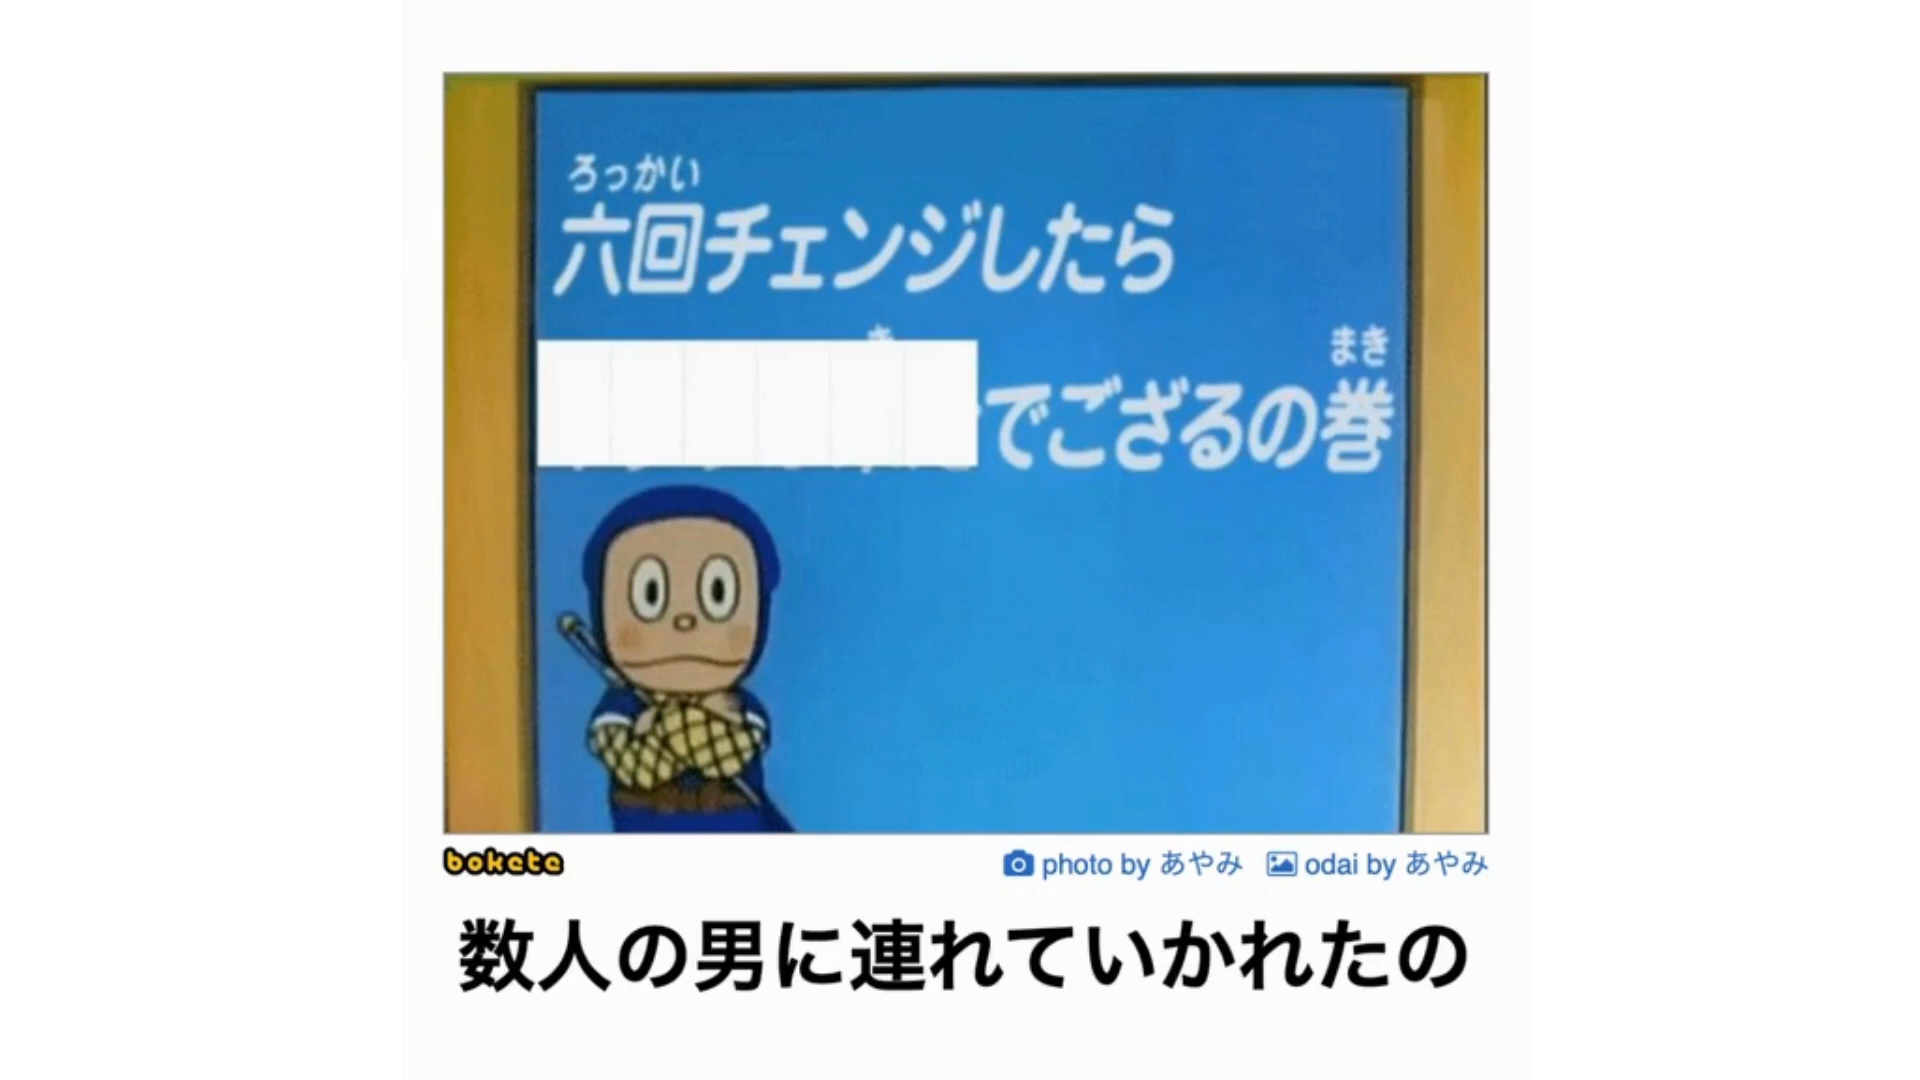 ろっかい
六回チェンジしたら
き まき
でござるの巻
bokete
photo by あやみ odai by あやみ
数人の男に連れていかれたの